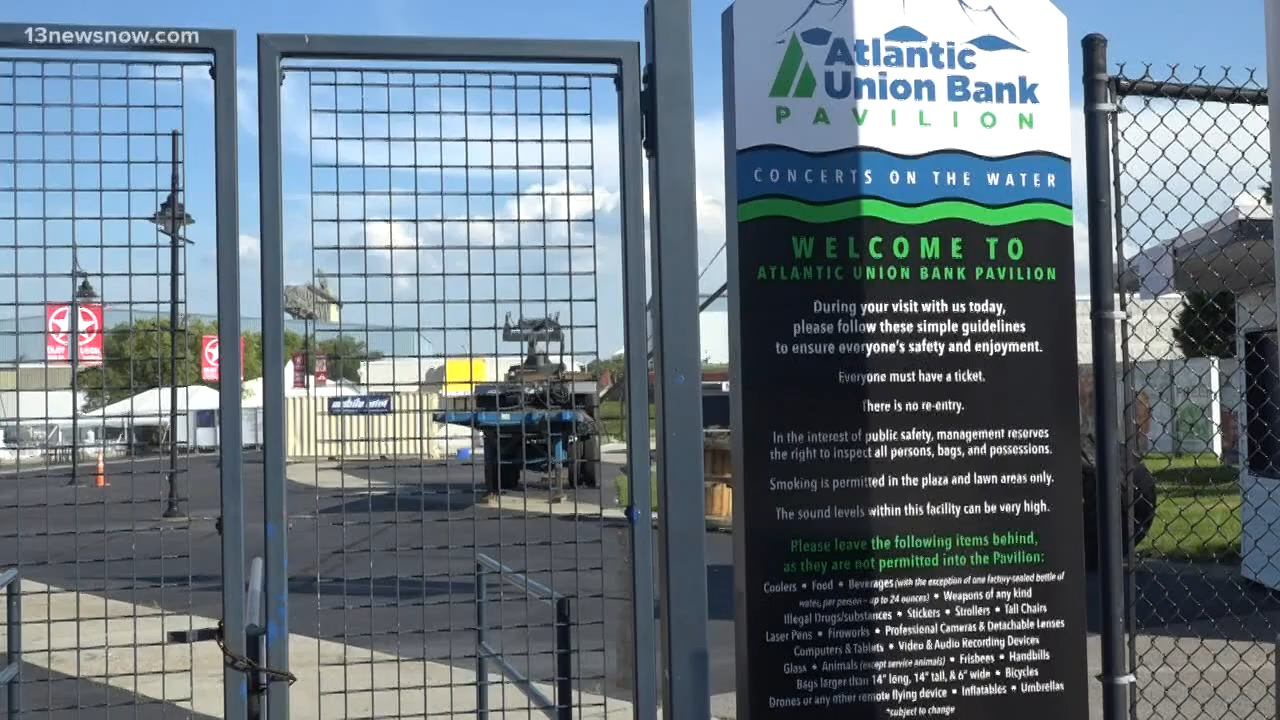 13newsnow.com
Atlantic
Union Bank
PAVILION
CONCERTS ON THE WATER
WELCOME TO
ATLANTIC UNION BANK PAVILION
During your visit with us today,
please follow these simple guidelines
to ensure everyone's safety and enjoyment.
Everyone must have a ticket.
There is no re-entry.
In the interest of public safety, management reserves
the right to inspect all persons, bags, and possessions.
Smoking is permitted in the plaza and lawn areas only.
The sound levels within this facility can be very high.
Please leave the following items behind,
as they are not permitted into the Pavilion:
Coolers • Food • Beverages (with the exception of one factory-sealed bottle of
water, per person - up to 24 ounces) • Weapons of any kind
Illegal Drugs/substances • Stickers • Strollers • Tall Chairs
Laser Pens • Fireworks • Professional Cameras & Detachable Lenses
Computers & Tablets • Video & Audio Recording Devices
Glass • Animals (except service animals) • Frisbees • Handbills
Bags larger than 14" long, 14" tall, & 6" wide • Bicycles
Drones or any other remote flying device • Inflatables • Umbrellas
*subject to change
LOCAL
mobile mini